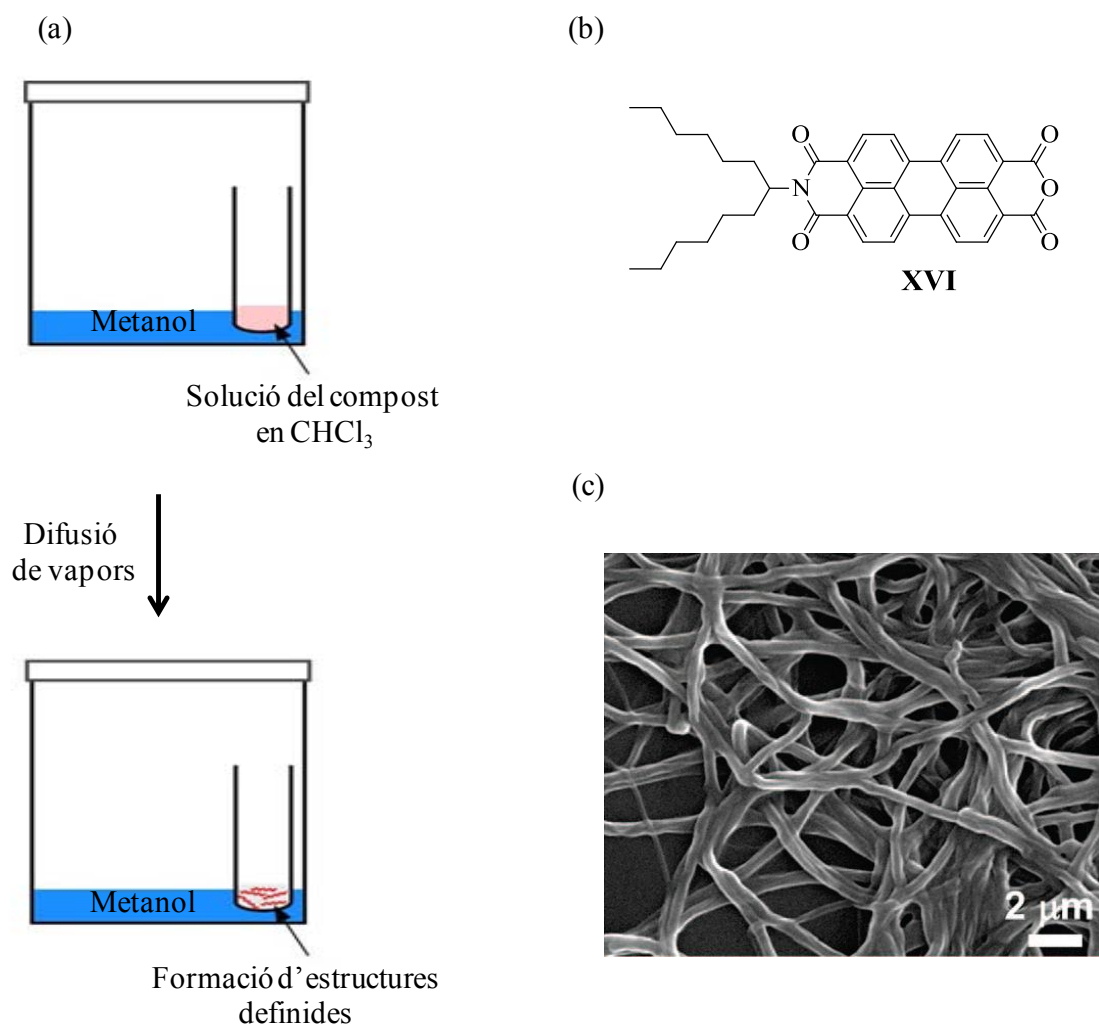 (a)
Metanol
Solució del compost
en CHCl₃
Difusió
de vapors
Metanol
Formació d'estructures
definides
(b)
O
O
N
O
O
O
XVI
(c)
2 µm